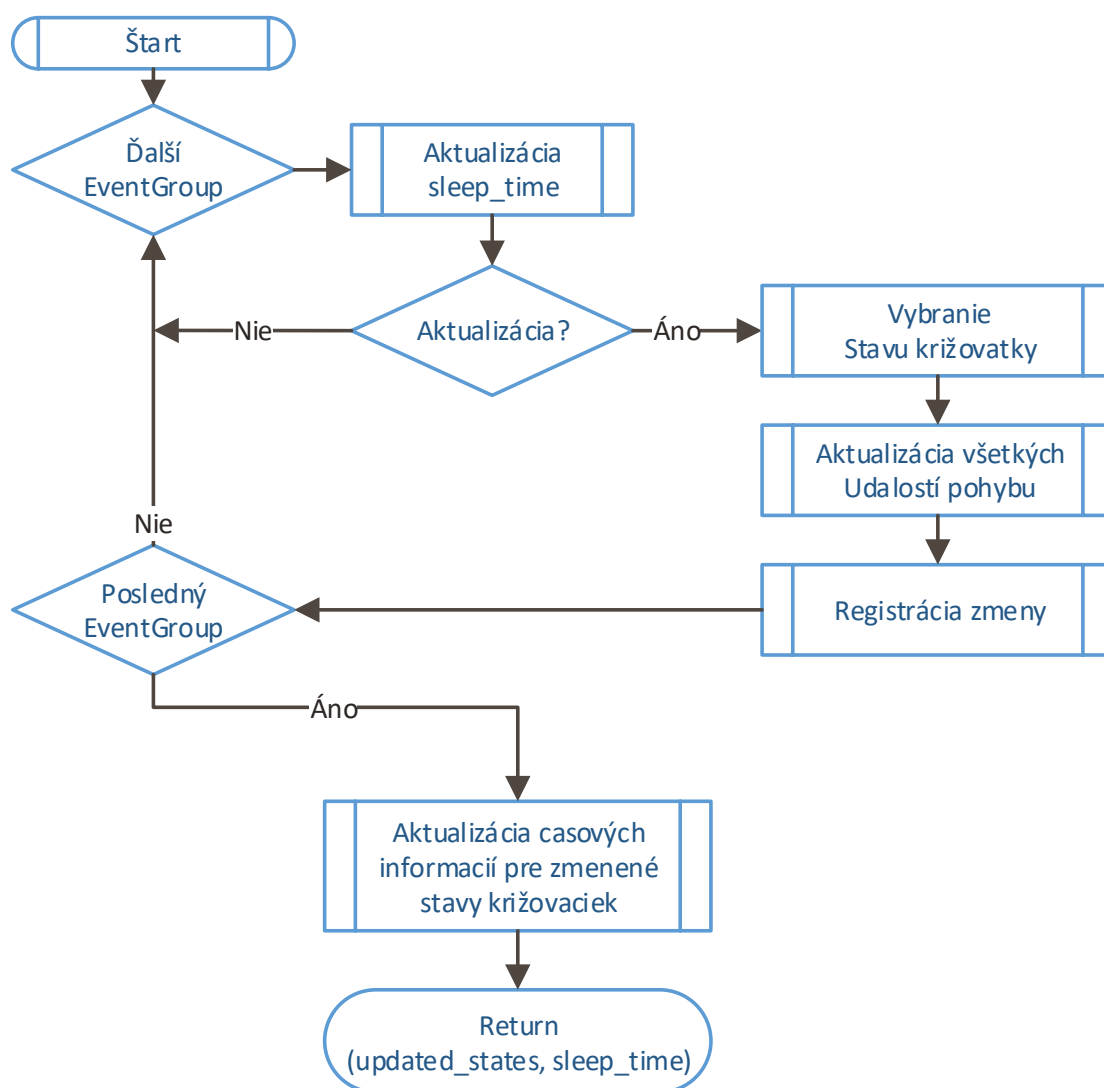 Štart
Ďalší
EventGroup
Aktualizácia
sleep_time
Aktualizácia?
Nie
Áno
Vybranie
Stavu križovatky
Aktualizácia všetkých
Udalostí pohybu
Registrácia zmeny
Nie
Posledný
EventGroup
Áno
Aktualizácia casových
informacií pre zmenené
stavy križovaciek
Return
(updated_states, sleep_time)